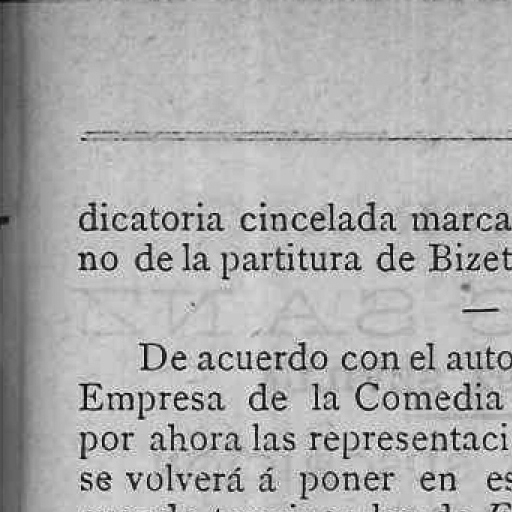 dicatoria cincelada marca
no de la partitura de Bizet
—
De acuerdo con el auto
Empresa de la Comedia
por ahora las representaci
se volverá á poner en es